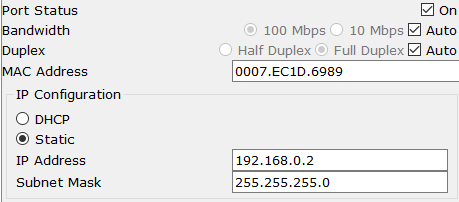 Port Status On
Bandwidth 100 Mbps 10 Mbps Auto
Duplex Half Duplex Full Duplex Auto
MAC Address 0007.EC1D.6989
IP Configuration
DHCP
Static
IP Address 192.168.0.2
Subnet Mask 255.255.255.0